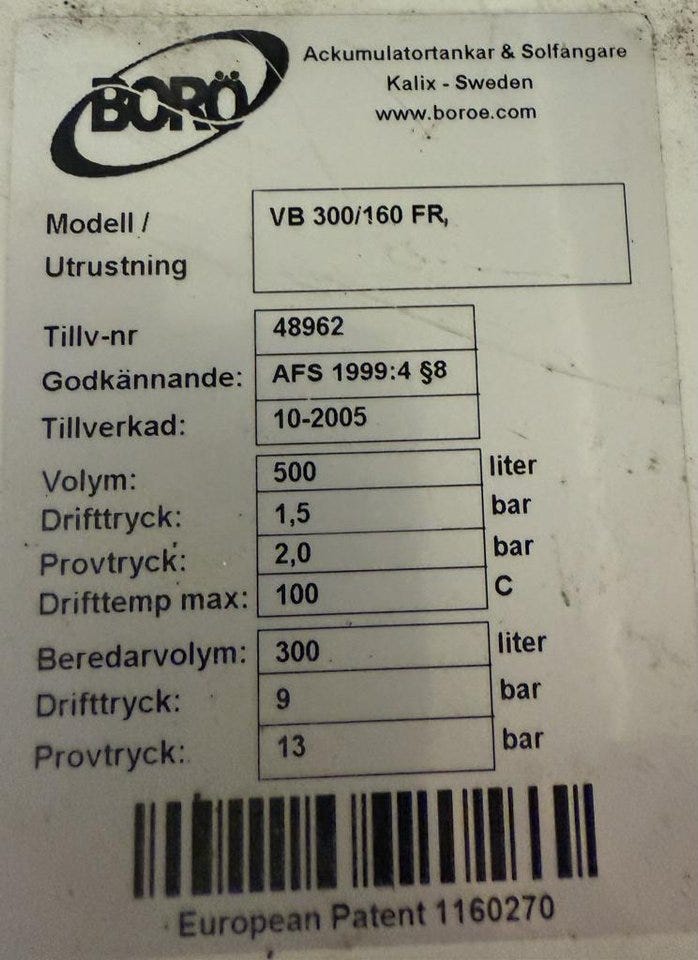 BORÖ
Ackumulatortankar & Solfångare
Kalix - Sweden
www.boroe.com
Modell / VB 300/160 FR,
Utrustning
Tillv-nr 48962
Godkännande: AFS 1999:4 §8
Tillverkad: 10-2005
Volym: 500 liter
Drifttryck: 1,5 bar
Provtryck: 2,0 bar
Drifttemp max: 100 C
Beredarvolym: 300 liter
Drifttryck: 9 bar
Provtryck: 13 bar
European Patent 1160270